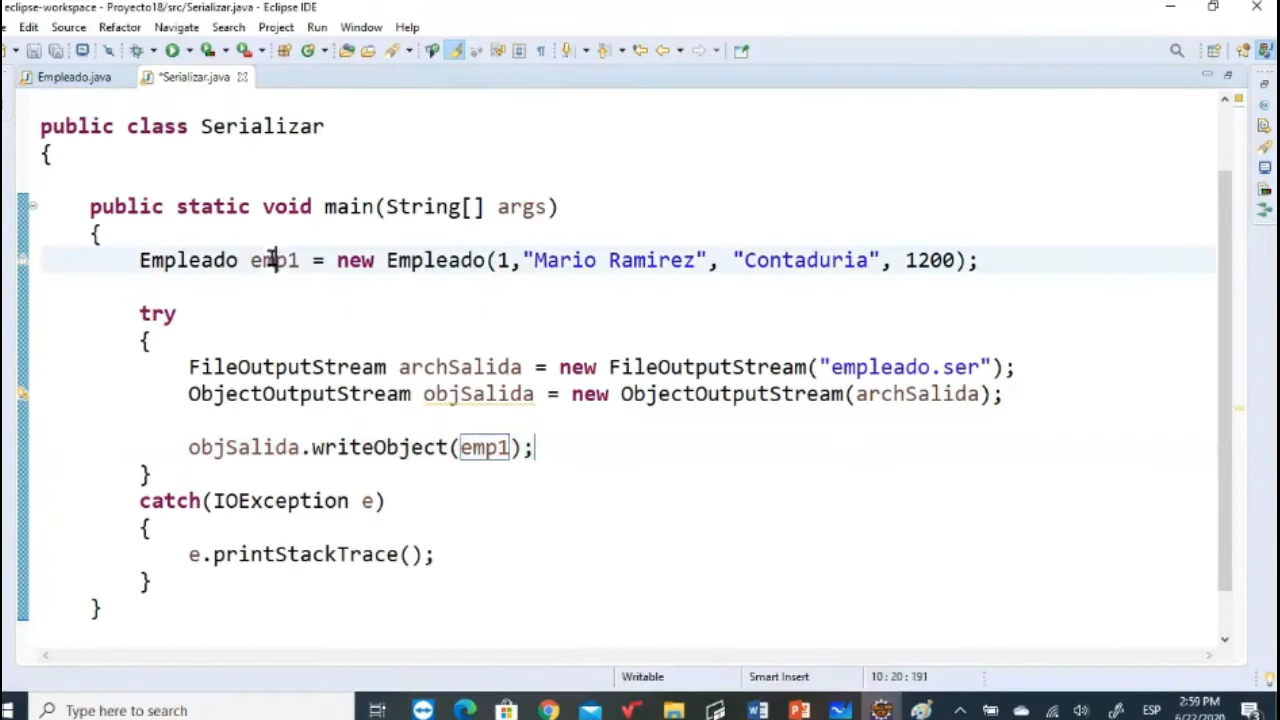 eclipse-workspace - Proyecto18/src/Serializar.java - Eclipse IDE
Edit Source Refactor Navigate Search Project Run Window Help
Empleado.java *Serializar.java
public class Serializar
{
public static void main(String[] args)
{
Empleado emp1 = new Empleado(1,"Mario Ramirez", "Contaduria", 1200);
try
{
FileOutputStream archSalida = new FileOutputStream("empleado.ser");
ObjectOutputStream objSalida = new ObjectOutputStream(archSalida);
objSalida.writeObject(emp1);
}
catch(IOException e)
{
e.printStackTrace();
}
}
Writable Smart Insert 10 : 20 : 191
Type here to search
ESP
2:59 PM
6/22/2020